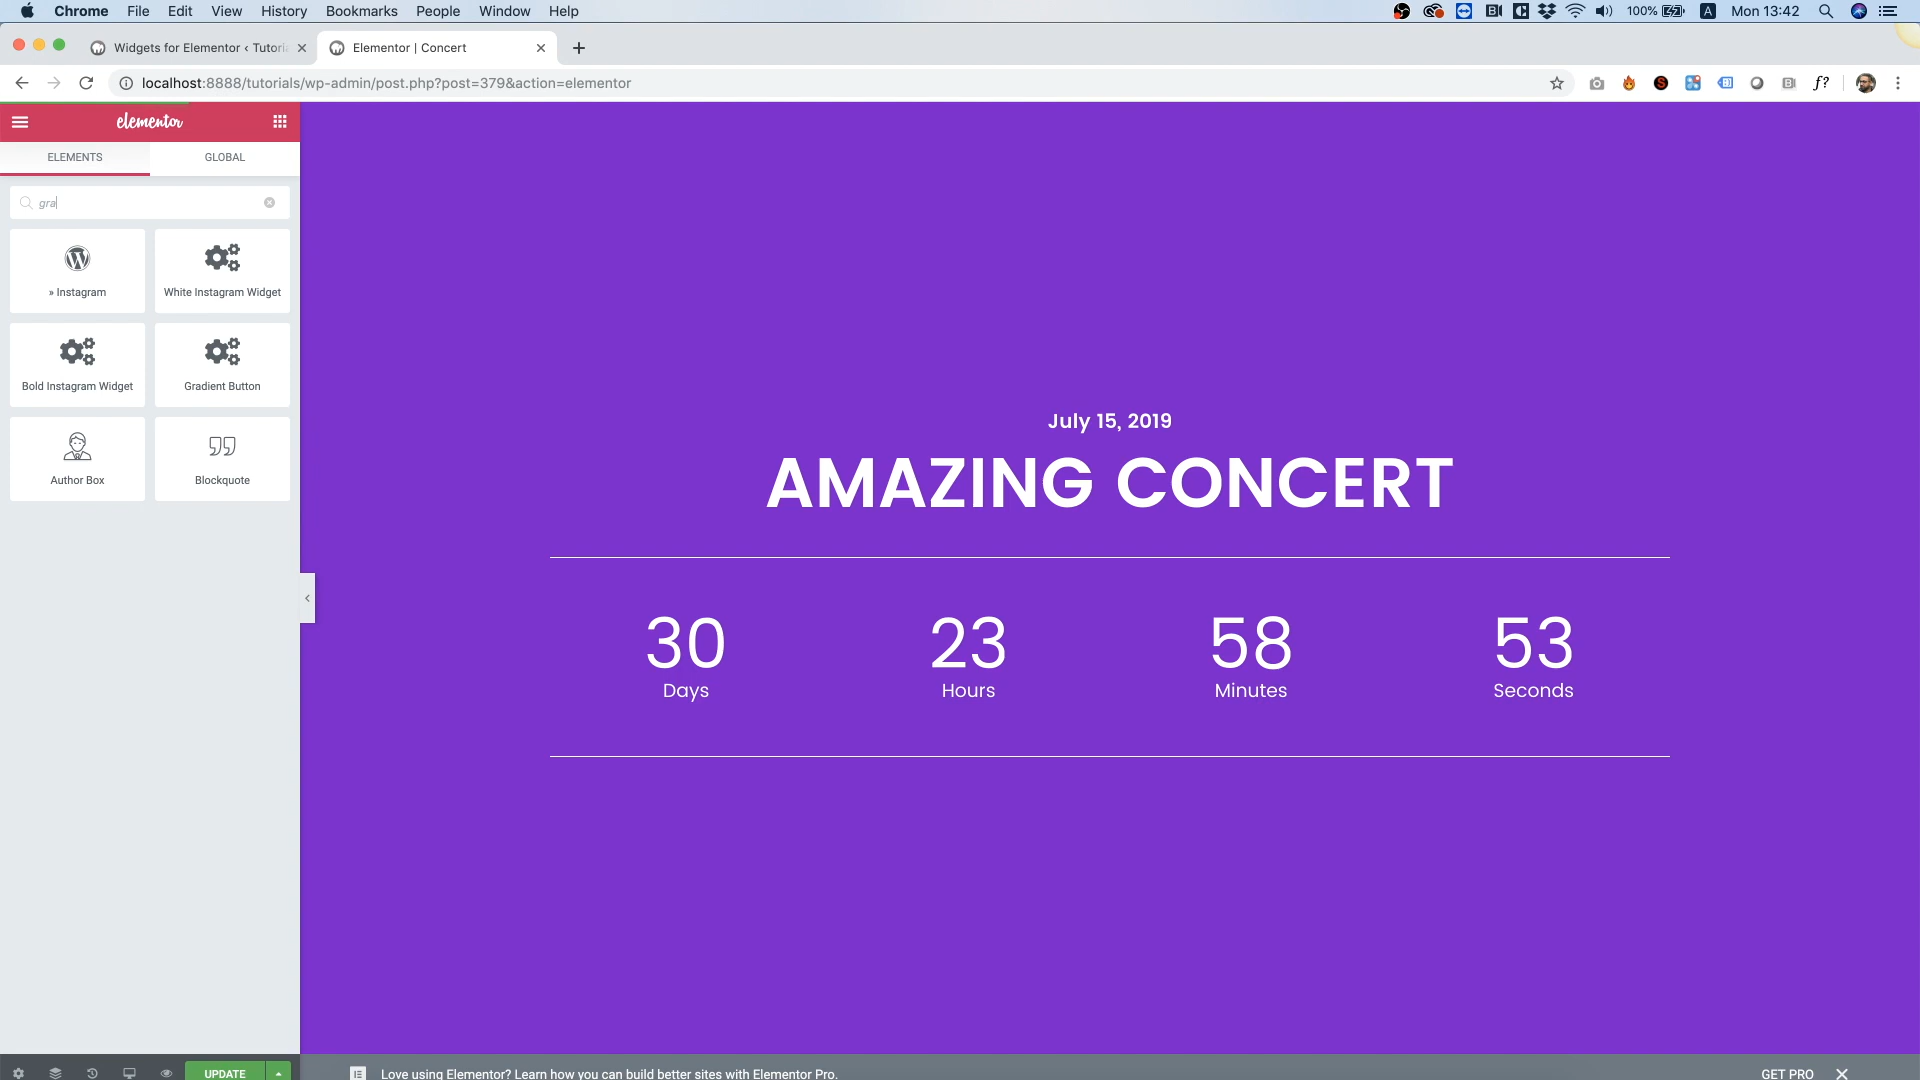 Chrome File Edit View History Bookmarks People Window Help
100% A Mon 13:42
Widgets for Elementor ‹ Tutori
Elementor | Concert
localhost:8888/tutorials/wp-admin/post.php?post=379&action=elementor
f?
elementor
ELEMENTS
GLOBAL
gra
» Instagram
White Instagram Widget
Bold Instagram Widget
Gradient Button
Author Box
Blockquote
July 15, 2019
AMAZING CONCERT
30 23 58 53
Days Hours Minutes Seconds
UPDATE
Love using Elementor? Learn how you can build better sites with Elementor Pro.
GET PRO